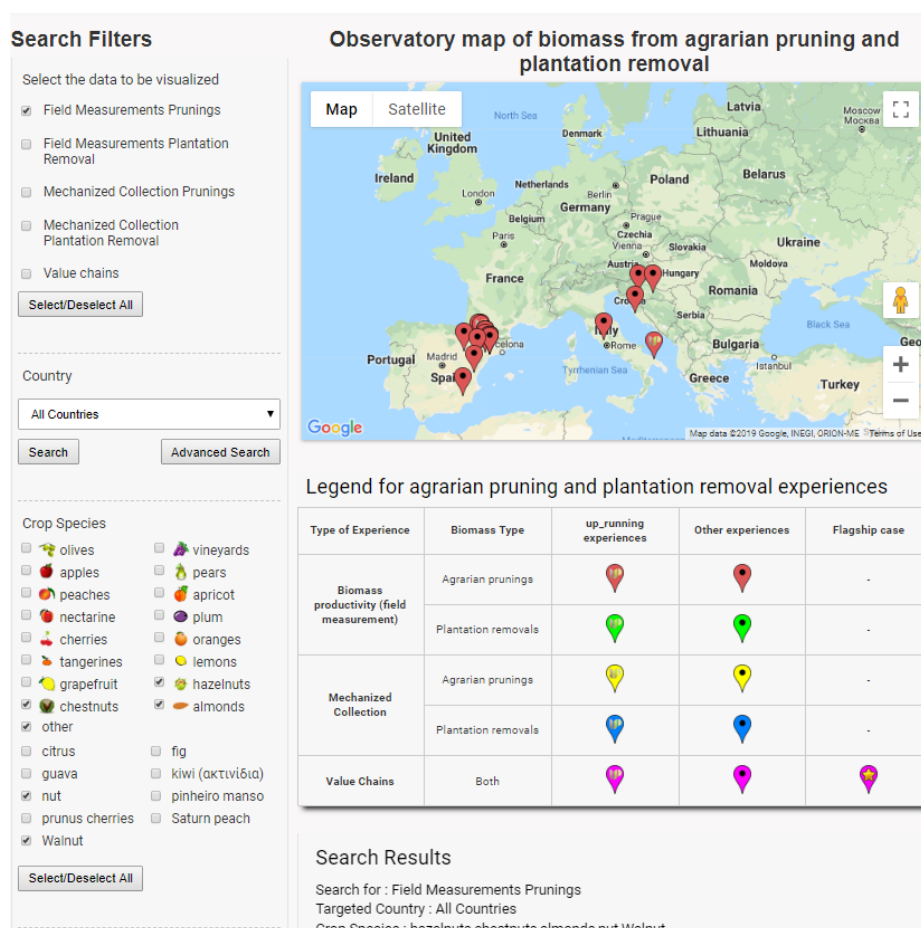 Search Filters
Select the data to be visualized
Field Measurements Prunings
Field Measurements Plantation
Removal
Mechanized Collection Prunings
Mechanized Collection
Plantation Removal
Value chains
Select/Deselect All
Country
All Countries
Search
Advanced Search
Crop Species
olives
vineyards
apples
pears
peaches
apricot
nectarine
plum
cherries
oranges
tangerines
lemons
grapefruit
hazelnuts
chestnuts
almonds
other
citrus
fig
guava
kiwi (ακτινίδια)
nut
pinheiro manso
prunus cherries
Saturn peach
Walnut
Select/Deselect All
Observatory map of biomass from agrarian pruning and
plantation removal
Map
Satellite
North Sea
Denmark
Latvia
Lithuania
Moscow
Москва
United
Kingdom
Ireland
London
Netherlands
Berlin
Poland
Belarus
Belgium
Germany
Prague
Czechia
Paris
Vienna
Slovakia
Ukraine
Austria
Hungary
Moldova
France
Romania
Serbia
Black Sea
Italy
Rome
Bulgaria
Istanbul
Portugal
Madrid
Tyrrhenian Sea
Greece
Turkey
Google
Map data ©2019 Google, INEGI, ORION-ME
Terms of Use
Legend for agrarian pruning and plantation removal experiences
Type of Experience
Biomass Type
up_running
experiences
Other experiences
Flagship case
Biomass
productivity (field
measurement)
Agrarian prunings
-
Plantation removals
-
Mechanized
Collection
Agrarian prunings
-
Plantation removals
-
Value Chains
Both
Search Results
Search for : Field Measurements Prunings
Targeted Country : All Countries
Crop Species : hazelnuts chestnuts almonds nut Walnut